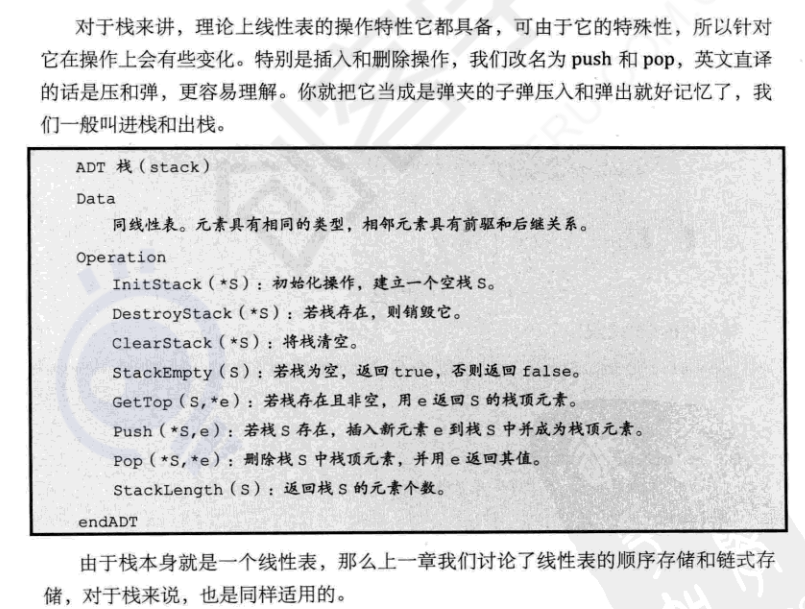 对于栈来讲，理论上线性表的操作特性它都具备，可由于它的特殊性，所以针对
它在操作上会有些变化。特别是插入和删除操作，我们改名为 push 和 pop，英文直译
的话是压和弹，更容易理解。你就把它当成是弹夹的子弹压入和弹出就好记忆了，我
们一般叫进栈和出栈。
ADT 栈（stack）
Data
同线性表。元素具有相同的类型，相邻元素具有前驱和后继关系。
Operation
InitStack（*S）：初始化操作，建立一个空栈 S。
DestroyStack（*S）：若栈存在，则销毁它。
ClearStack（*S）：将栈清空。
StackEmpty（S）：若栈为空，返回 true，否则返回 false。
GetTop（S,*e）：若栈存在且非空，用 e 返回 S 的栈顶元素。
Push（*S,e）：若栈 S 存在，插入新元素 e 到栈 S 中并成为栈顶元素。
Pop（*S,*e）：删除栈 S 中栈顶元素，并用 e 返回其值。
StackLength（S）：返回栈 S 的元素个数。
endADT
由于栈本身就是一个线性表，那么上一章我们讨论了线性表的顺序存储和链式存
储，对于栈来说，也是同样适用的。